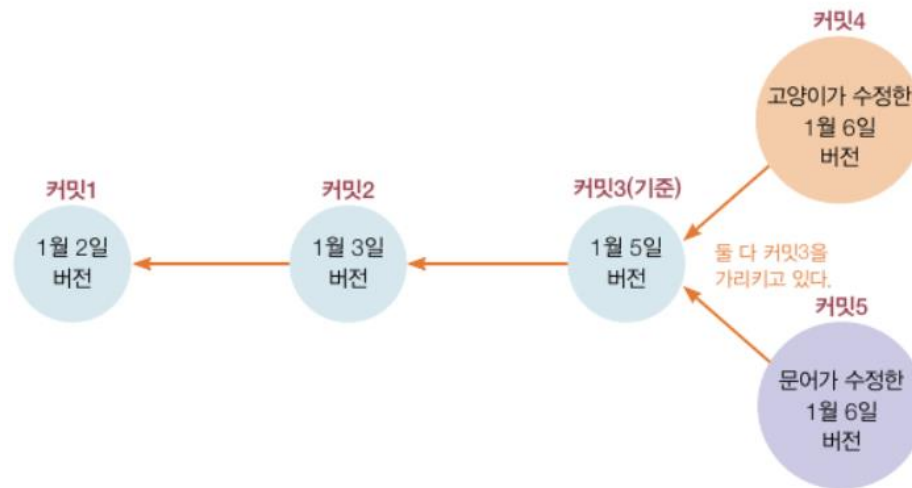 커밋4
고양이가 수정한
1월 6일
버전
커밋1
1월 2일
버전
커밋2
1월 3일
버전
커밋3(기준)
1월 5일
버전
둘 다 커밋3을
가리키고 있다.
커밋5
문어가 수정한
1월 6일
버전